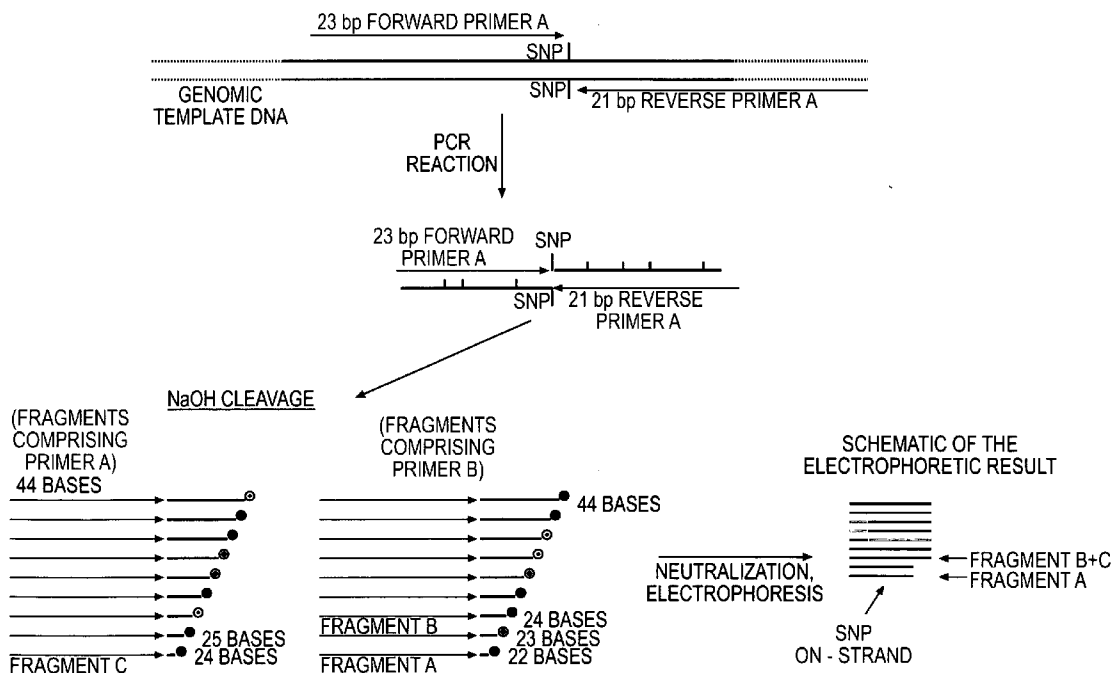 23 bp FORWARD PRIMER A
SNP
SNP
GENOMIC
TEMPLATE DNA
21 bp REVERSE PRIMER A
PCR
REACTION
23 bp FORWARD
PRIMER A
SNP
SNP
21 bp REVERSE
PRIMER A
NaOH CLEAVAGE
(FRAGMENTS
COMPRISING
PRIMER A)
44 BASES
25 BASES
24 BASES
FRAGMENT C
(FRAGMENTS
COMPRISING
PRIMER B)
44 BASES
FRAGMENT B
24 BASES
23 BASES
22 BASES
FRAGMENT A
NEUTRALIZATION,
ELECTROPHORESIS
SCHEMATIC OF THE
ELECTROPHORETIC RESULT
FRAGMENT B+C
FRAGMENT A
SNP
ON - STRAND